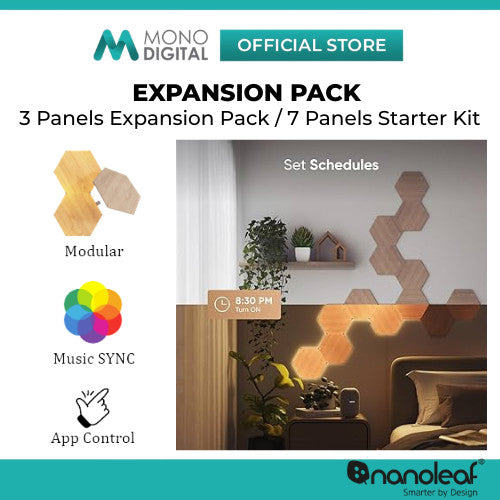 MONO
DIGITAL
OFFICIAL STORE
EXPANSION PACK
3 Panels Expansion Pack / 7 Panels Starter Kit
Modular
Music SYNC
App Control
Set Schedules
8:30 PM
Turn ON
nanoleaf®
Smarter by Design